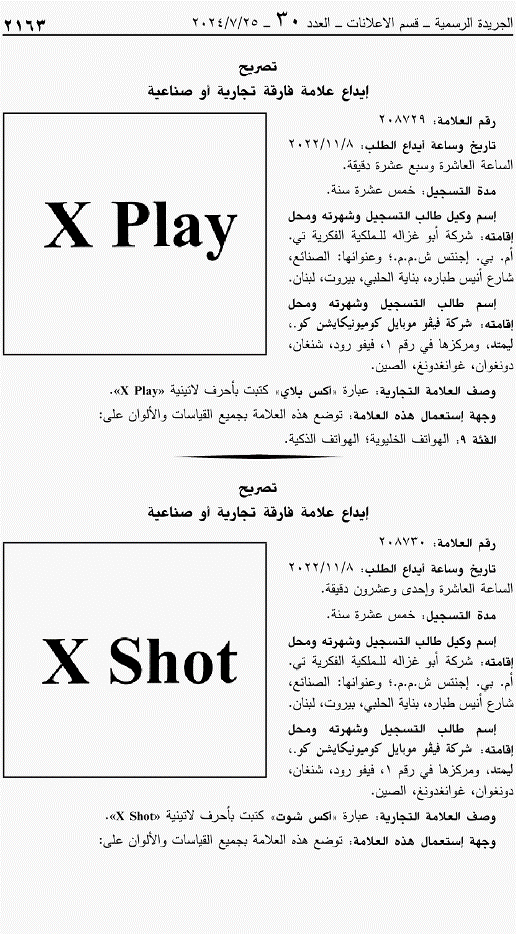 الجريدة الرسمية ــ قسم الاعلانات ــ العدد ٣٠ ــ ٢٠٢٤/٧/٢٥
٢١٦٣
تصريح
إيداع علامة فارقة تجارية أو صناعية
X Play
رقم العلامة: ٢٠٨٧٢٩
تاريخ وساعة أيداع الطلب: ٢٠٢٢/١١/٨
الساعة العاشرة وسبع عشرة دقيقة.
مدة التسجيل: خمس عشرة سنة.
إسم وكيل طالب التسجيل وشهرته ومحل
إقامته: شركة أبو غزاله للملكية الفكرية تي.
أم. بي. إجنتس ش.م.م.؛ وعنوانها: الصنائع،
شارع أنيس طباره، بناية الحلبي، بيروت، لبنان.
إسم طالب التسجيل وشهرته ومحل
إقامته: شركة فيڤو موبايل كوميونيكايشن كو.،
ليمتد، ومركزها في رقم ١، فيفو رود، شنغان،
دونغوان، غوانغدونغ، الصين.
وصف العلامة التجارية: عبارة «اكس بلاي» كتبت بأحرف لاتينية «X Play».
وجهة إستعمال هذه العلامة: توضع هذه العلامة بجميع القياسات والألوان على:
الفئة ٩: الهواتف الخليوية؛ الهواتف الذكية.
تصريح
إيداع علامة فارقة تجارية أو صناعية
X Shot
رقم العلامة: ٢٠٨٧٣٠
تاريخ وساعة أيداع الطلب: ٢٠٢٢/١١/٨
الساعة العاشرة وإحدى وعشرون دقيقة.
مدة التسجيل: خمس عشرة سنة.
إسم وكيل طالب التسجيل وشهرته ومحل
إقامته: شركة أبو غزاله للملكية الفكرية تي.
أم. بي. إجنتس ش.م.م.؛ وعنوانها: الصنائع،
شارع أنيس طباره، بناية الحلبي، بيروت، لبنان.
إسم طالب التسجيل وشهرته ومحل
إقامته: شركة فيڤو موبايل كوميونيكايشن كو.،
ليمتد، ومركزها في رقم ١، فيفو رود، شنغان،
دونغوان، غوانغدونغ، الصين.
وصف العلامة التجارية: عبارة «اكس شوت» كتبت بأحرف لاتينية «X Shot».
وجهة إستعمال هذه العلامة: توضع هذه العلامة بجميع القياسات والألوان على: